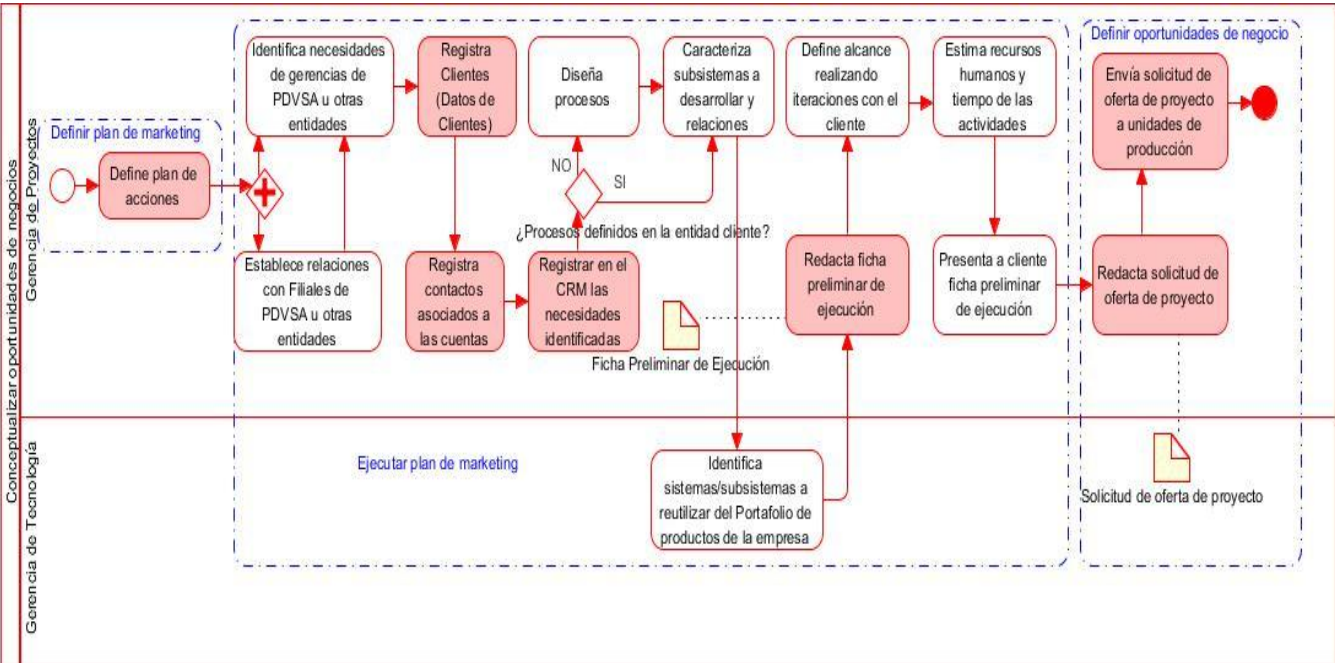 Conceptualizar oportunidades de negocios
Gerencia de Proyectos
Definir plan de marketing
Define plan de
acciones
Identifica necesidades
de gerencias de
PDVSA u otras
entidades
Establece relaciones
con Filiales de
PDVSA u otras
entidades
Registra
Clientes
(Datos de
Clientes)
Registra
contactos
asociados a
las cuentas
Registrar en el
CRM las
necesidades
identificadas
¿Procesos definidos en la entidad cliente?
NO
SI
Diseña
procesos
Caracteriza
subsistemas a
desarrollar y
relaciones
Ficha Preliminar de Ejecución
Redacta ficha
preliminar de
ejecución
Define alcance
realizando
iteraciones con el
cliente
Estima recursos
humanos y
tiempo de las
actividades
Presenta a cliente
ficha preliminar
de ejecución
Definir oportunidades de negocio
Envía solicitud de
oferta de proyecto
a unidades de
producción
Redacta solicitud de
oferta de proyecto
Solicitud de oferta de proyecto
Gerencia de Tecnología
Ejecutar plan de marketing
Identifica
sistemas/subsistemas a
reutilizar del Portafolio de
productos de la empresa